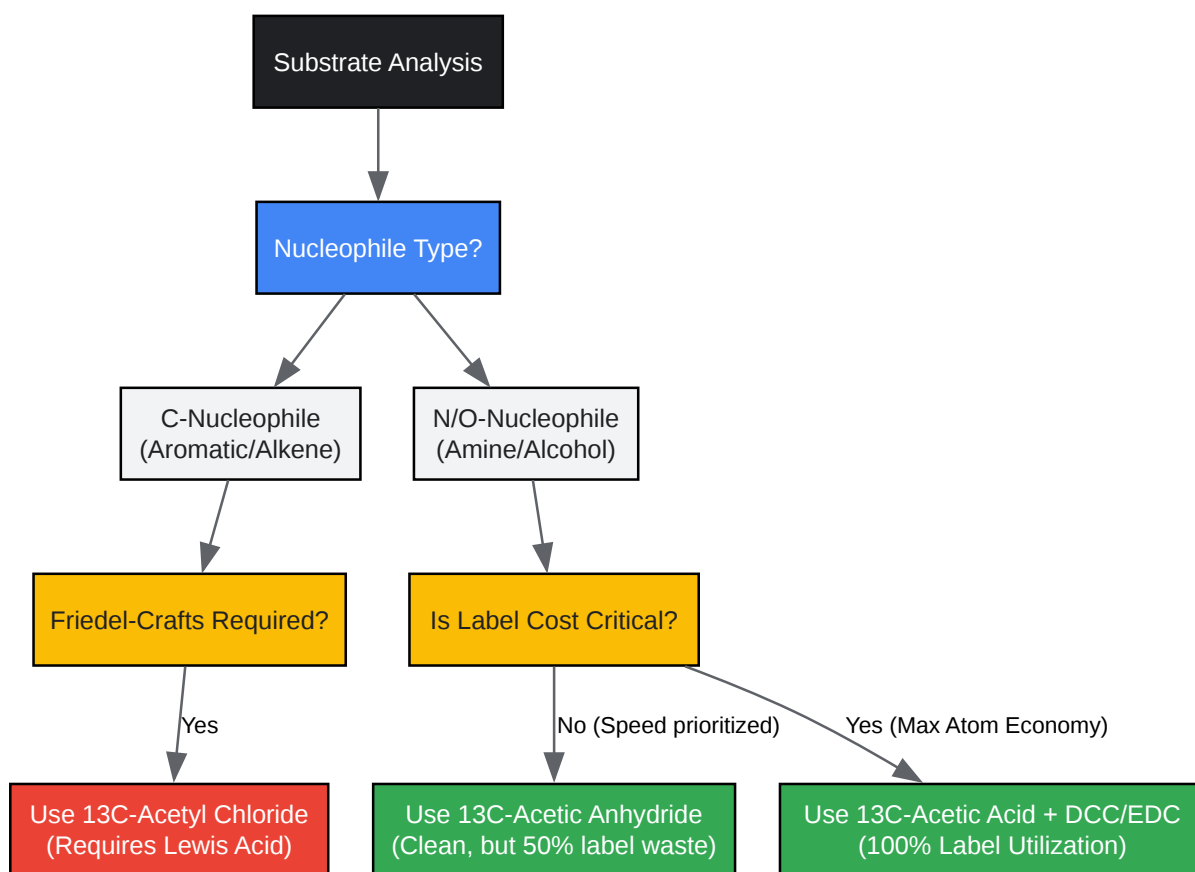 Substrate Analysis
Nucleophile Type?
C-Nucleophile
(Aromatic/Alkene)
N/O-Nucleophile
(Amine/Alcohol)
Friedel-Crafts Required?
Is Label Cost Critical?
Yes
No (Speed prioritized)
Yes (Max Atom Economy)
Use 13C-Acetyl Chloride
(Requires Lewis Acid)
Use 13C-Acetic Anhydride
(Clean, but 50% label waste)
Use 13C-Acetic Acid + DCC/EDC
(100% Label Utilization)